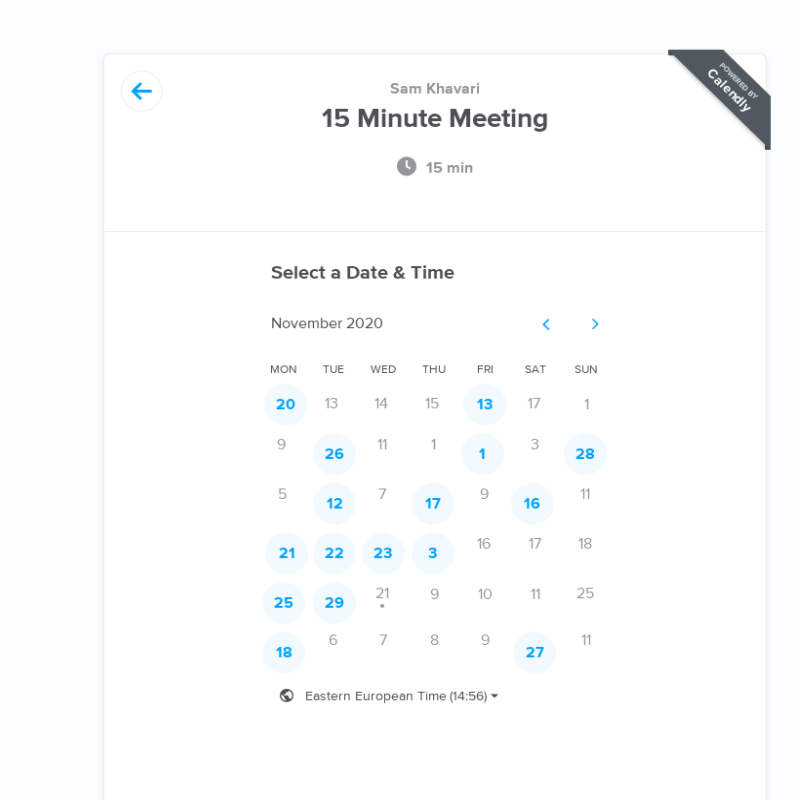 Sam Khavari
POWERED BY
Calendly
15 Minute Meeting
15 min
Select a Date & Time
November 2020
MON TUE WED THU FRI SAT SUN
20 13 14 15 13 17 1
9 26 11 1 1 3 28
5 12 7 17 9 16 11
21 22 23 3 16 17 18
25 29 21 9 10 11 25
18 6 7 8 9 27 11
Eastern European Time (14:56)